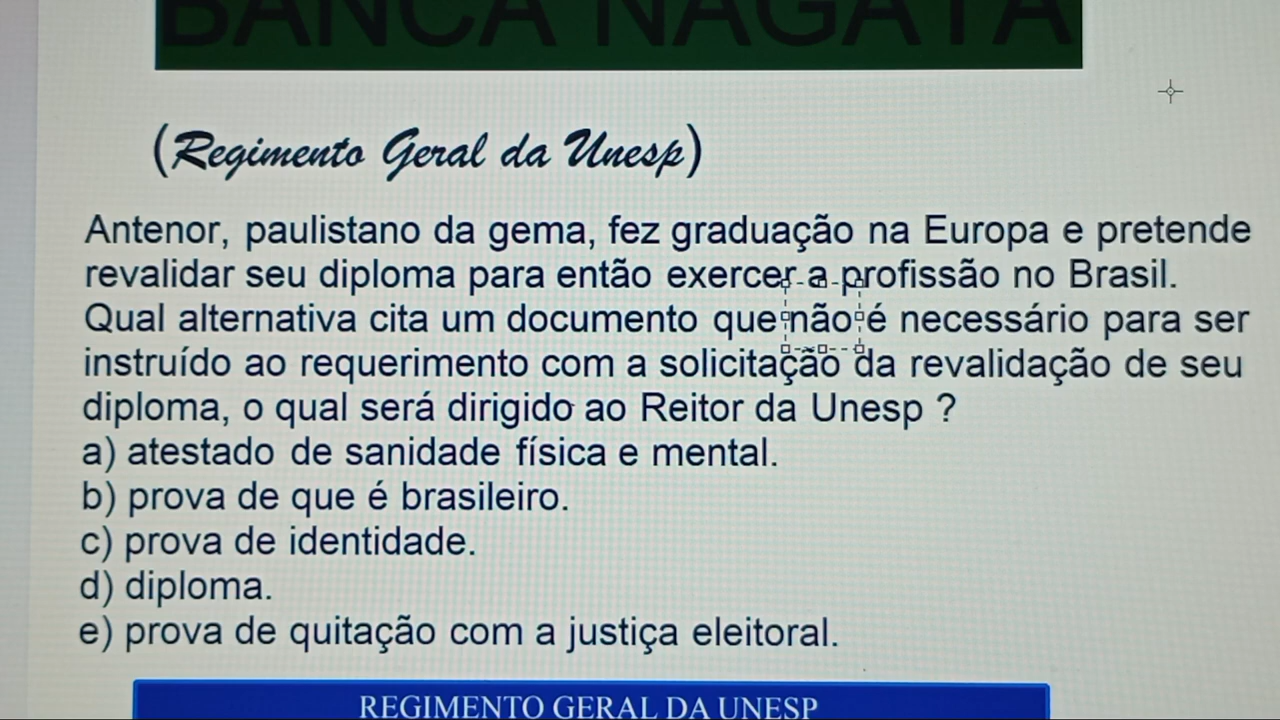 BANCA NAGATA
(Regimento Geral da Unesp)
Antenor, paulistano da gema, fez graduação na Europa e pretende
revalidar seu diploma para então exercer a profissão no Brasil.
Qual alternativa cita um documento que não é necessário para ser
instruído ao requerimento com a solicitação da revalidação de seu
diploma, o qual será dirigido ao Reitor da Unesp ?
a) atestado de sanidade física e mental.
b) prova de que é brasileiro.
c) prova de identidade.
d) diploma.
e) prova de quitação com a justiça eleitoral.
REGIMENTO GERAL DA UNESP